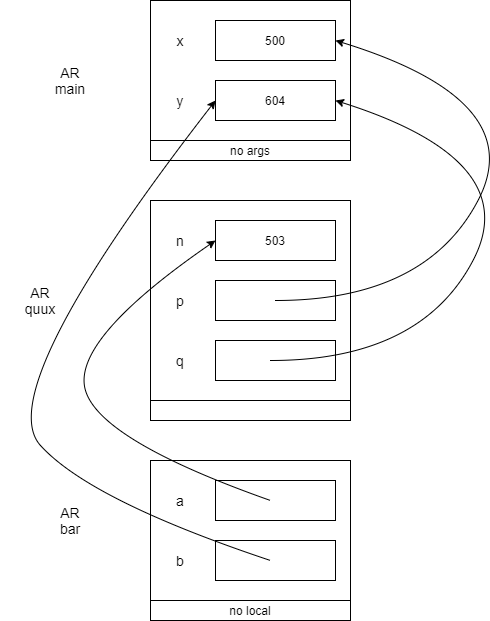 x
500
AR
main
y
604
no args
n
503
AR
quux
p
q
a
AR
bar
b
no local